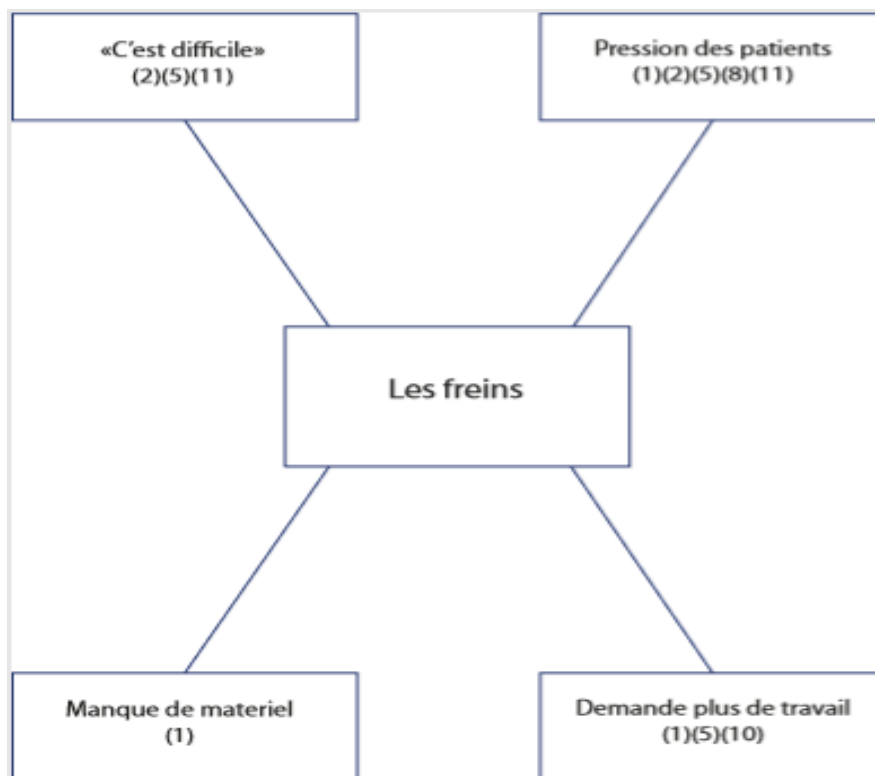 «C'est difficile»
(2)(5)(11)
Pression des patients
(1)(2)(5)(8)(11)
Les freins
Manque de materiel
(1)
Demande plus de travail
(1)(5)(10)